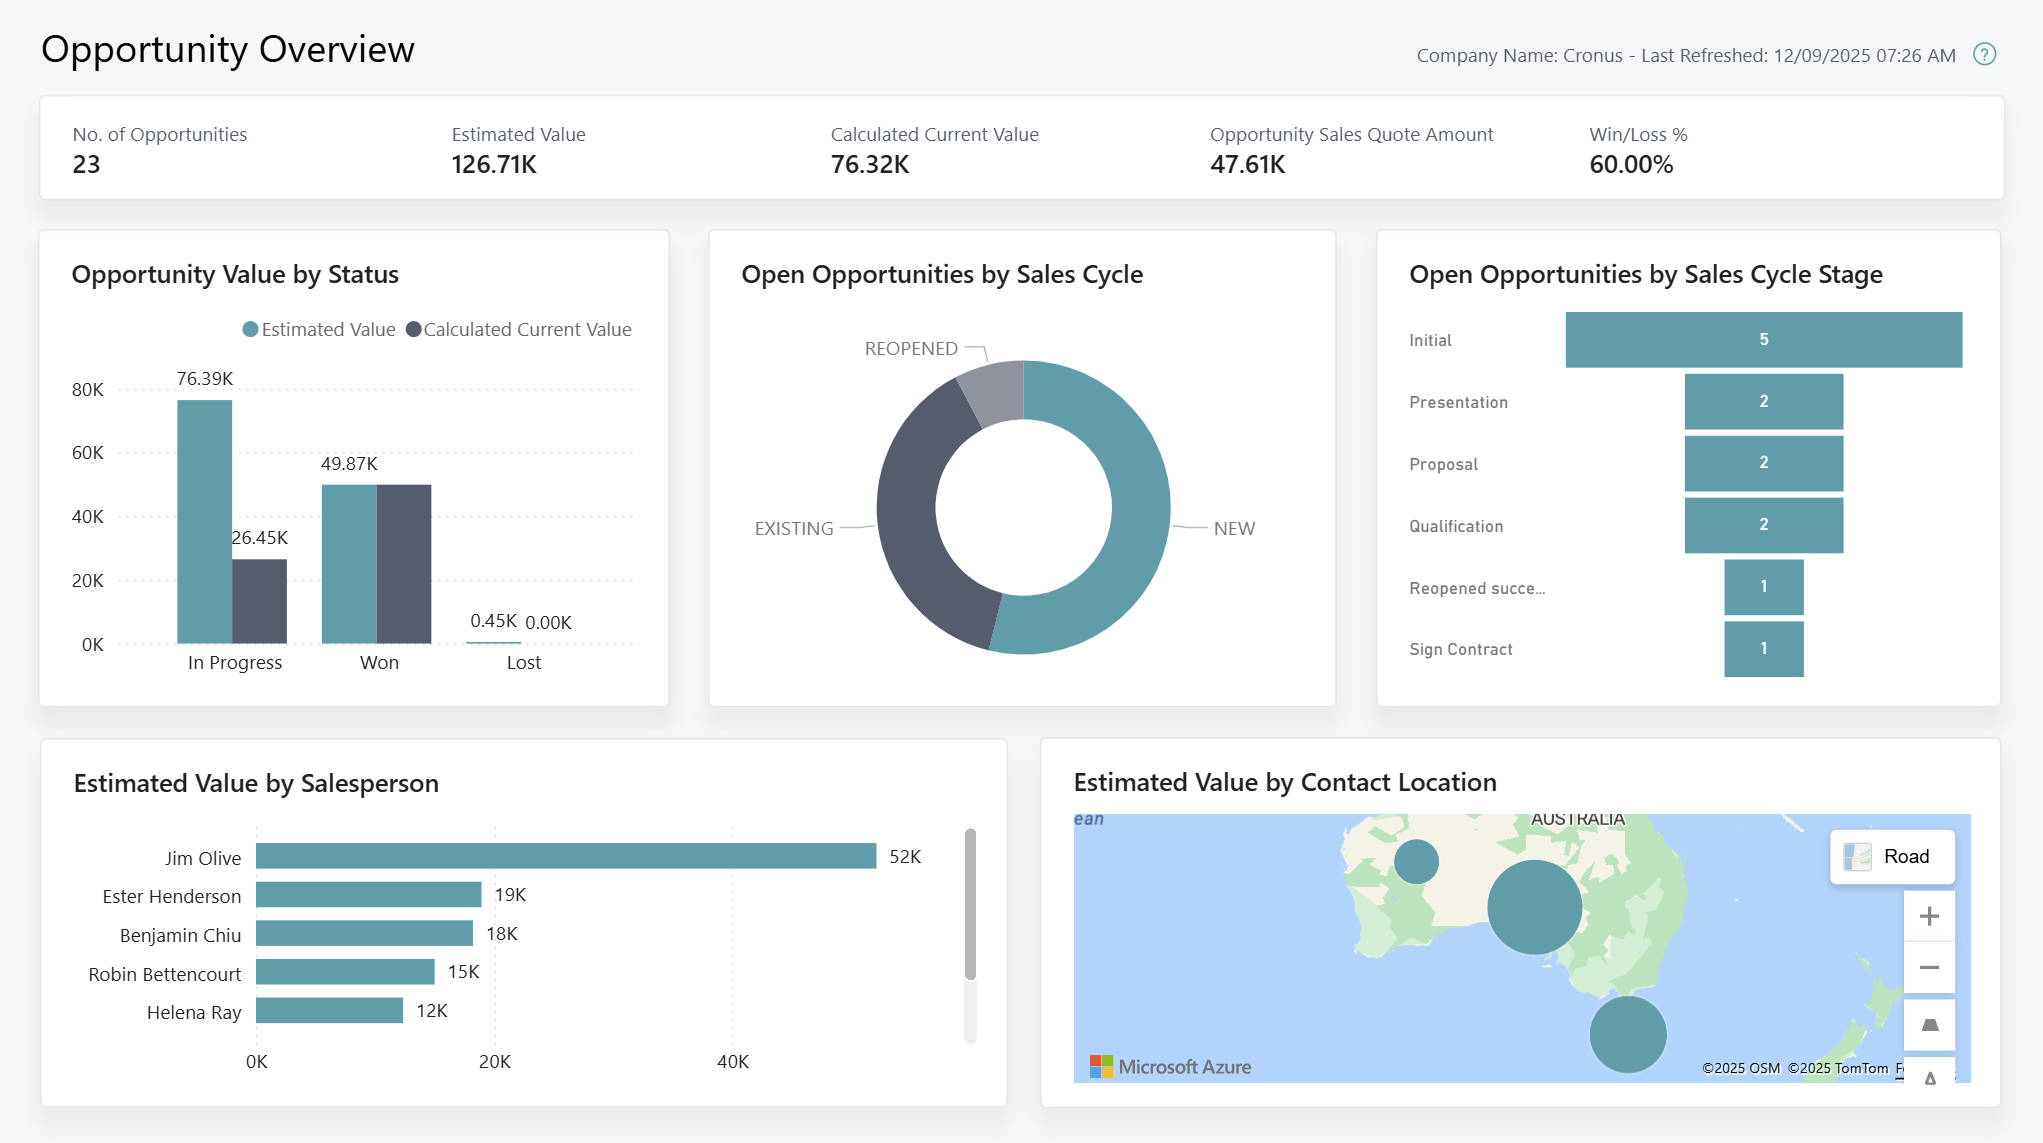 Opportunity Overview
Company Name: Cronus - Last Refreshed: 12/09/2025 07:26 AM
?
No. of Opportunities
23
Estimated Value
126.71K
Calculated Current Value
76.32K
Opportunity Sales Quote Amount
47.61K
Win/Loss %
60.00%
Opportunity Value by Status
Estimated Value
Calculated Current Value
80K
60K
40K
20K
0K
76.39K
26.45K
49.87K
0.45K
0.00K
In Progress
Won
Lost
Open Opportunities by Sales Cycle
REOPENED
EXISTING
NEW
Open Opportunities by Sales Cycle Stage
Initial
5
Presentation
2
Proposal
2
Qualification
2
Reopened succe...
1
Sign Contract
1
Estimated Value by Salesperson
Jim Olive
52K
Ester Henderson
19K
Benjamin Chiu
18K
Robin Bettencourt
15K
Helena Ray
12K
0K
20K
40K
Estimated Value by Contact Location
ean
AUSTRALIA
Road
Microsoft Azure
©2025 OSM ©2025 TomTom